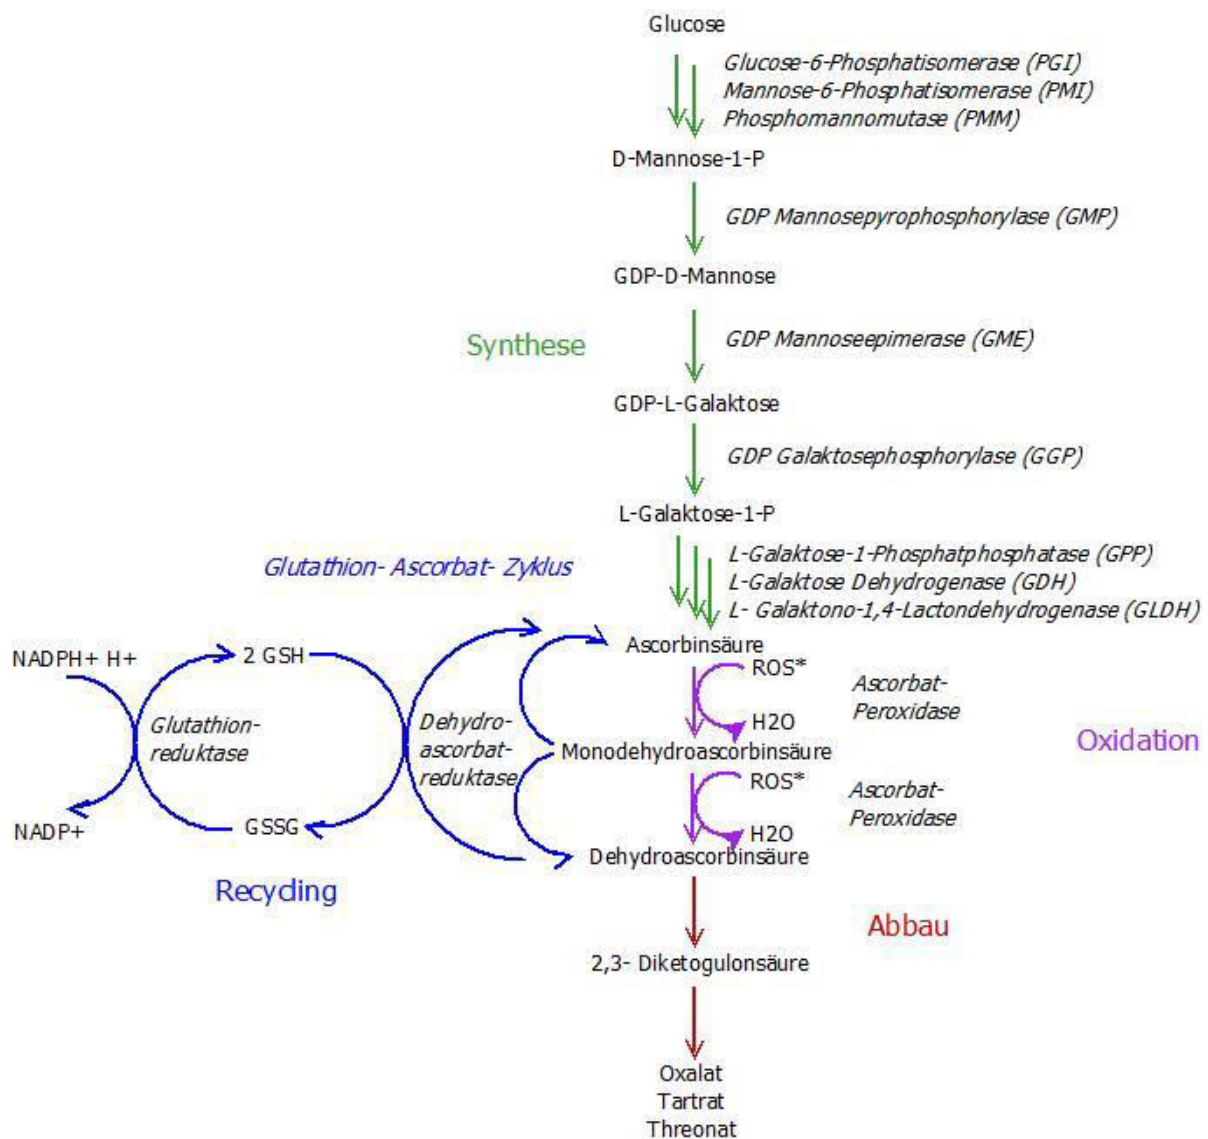 Glucose
Glucose-6-Phosphatisomerase (PGI)
Mannose-6-Phosphatisomerase (PMI)
Phosphomannomutase (PMM)
D-Mannose-1-P
GDP Mannosepyrophosphorylase (GMP)
GDP-D-Mannose
Synthese
GDP Mannoseepimerase (GME)
GDP-L-Galaktose
GDP Galaktosephosphorylase (GGP)
L-Galaktose-1-P
Glutathion- Ascorbat- Zyklus
L-Galaktose-1-Phosphatphosphatase (GPP)
L-Galaktose Dehydrogenase (GDH)
L- Galaktono-1,4-Lactondehydrogenase (GLDH)
Ascorbinsäure
NADPH+ H+
2 GSH
ROS*
Ascorbat-
Peroxidase
Glutathion-
reduktase
Dehydro-
ascorbat-
reduktase
H2O
Monodehydroascorbinsäure
Oxidation
ROS*
Ascorbat-
Peroxidase
NADP+
GSSG
H2O
Dehydroascorbinsäure
Recycling
Abbau
2,3- Diketogulonsäure
Oxalat
Tartrat
Threonat